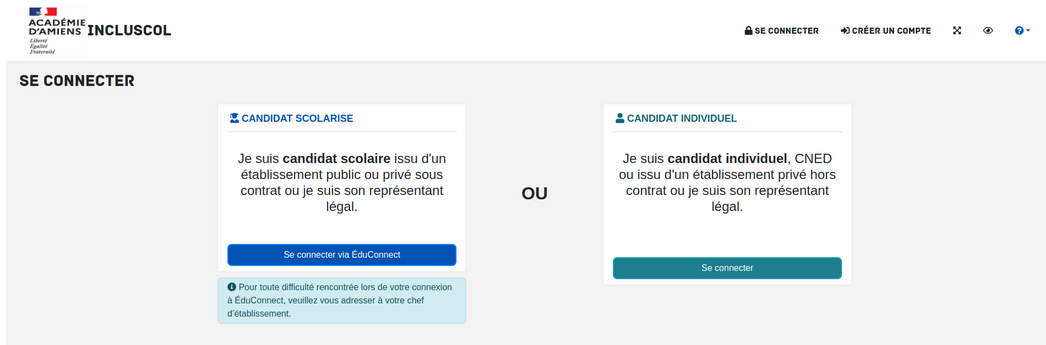 ACADÉMIE
D'AMIENS
Liberté
Égalité
Fraternité
INCLUSCOL
SE CONNECTER
CRÉER UN COMPTE
SE CONNECTER
CANDIDAT SCOLARISE
Je suis candidat scolaire issu d'un
établissement public ou privé sous
contrat ou je suis son représentant
légal.
Se connecter via ÉduConnect
Pour toute difficulté rencontrée lors de votre connexion
à ÉduConnect, veuillez vous adresser à votre chef
d'établissement.
OU
CANDIDAT INDIVIDUEL
Je suis candidat individuel, CNED
ou issu d'un établissement privé hors
contrat ou je suis son représentant
légal.
Se connecter